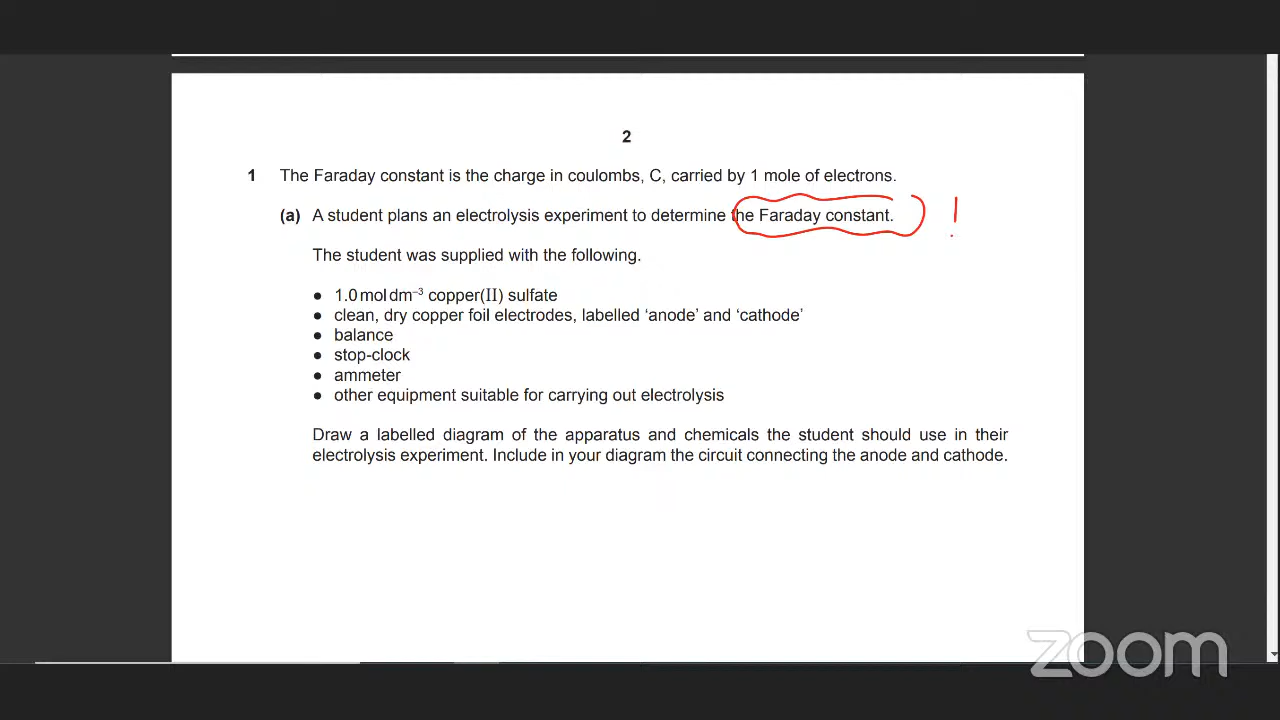 2
1 The Faraday constant is the charge in coulombs, C, carried by 1 mole of electrons.
(a) A student plans an electrolysis experiment to determine the Faraday constant. !
The student was supplied with the following.
● 1.0 mol dm⁻³ copper(II) sulfate
● clean, dry copper foil electrodes, labelled ‘anode’ and ‘cathode’
● balance
● stop-clock
● ammeter
● other equipment suitable for carrying out electrolysis
Draw a labelled diagram of the apparatus and chemicals the student should use in their
electrolysis experiment. Include in your diagram the circuit connecting the anode and cathode.
zoom